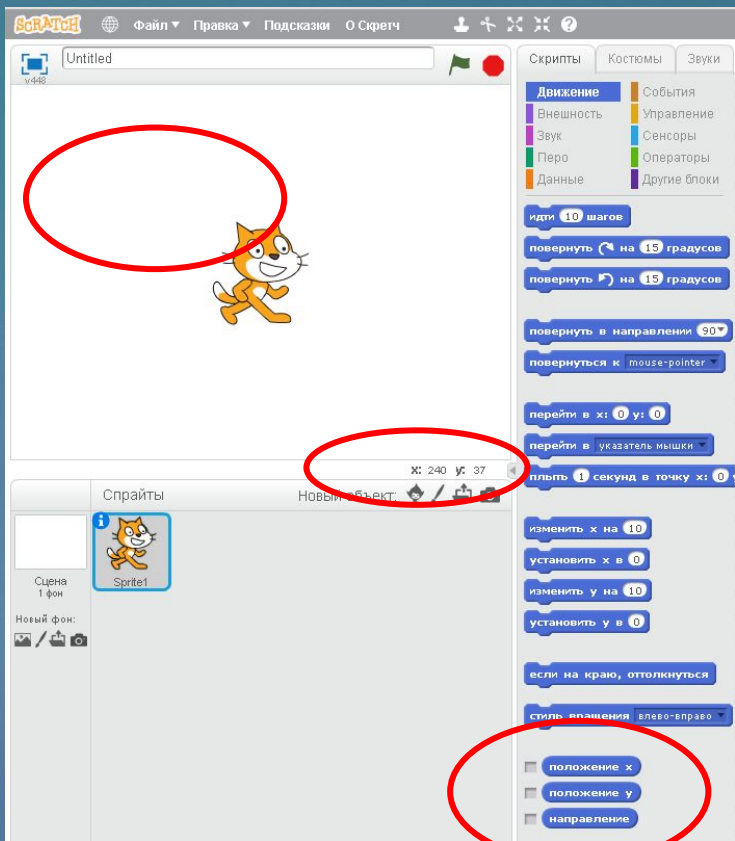 SCRATCH Файл Правка Подсказки О Скретч
Untitled
v448
Скрипты Костюмы Звуки
Движение События
Внешность Управление
Звук Сенсоры
Перо Операторы
Данные Другие блоки
идти 10 шагов
повернуть на 15 градусов
повернуть на 15 градусов
повернуть в направлении 90
повернуться к mouse-pointer
перейти в x: 0 y: 0
перейти в указатель мышки
плыть 1 секунд в точку x: 0 y
изменить x на 10
установить x в 0
изменить y на 10
установить y в 0
если на краю, оттолкнуться
стиль вращения влево-вправо
положение x
положение y
направление
X: 240 y: 37
Спрайты Новый объект:
Sprite1
Сцена
1 фон
Новый фон: